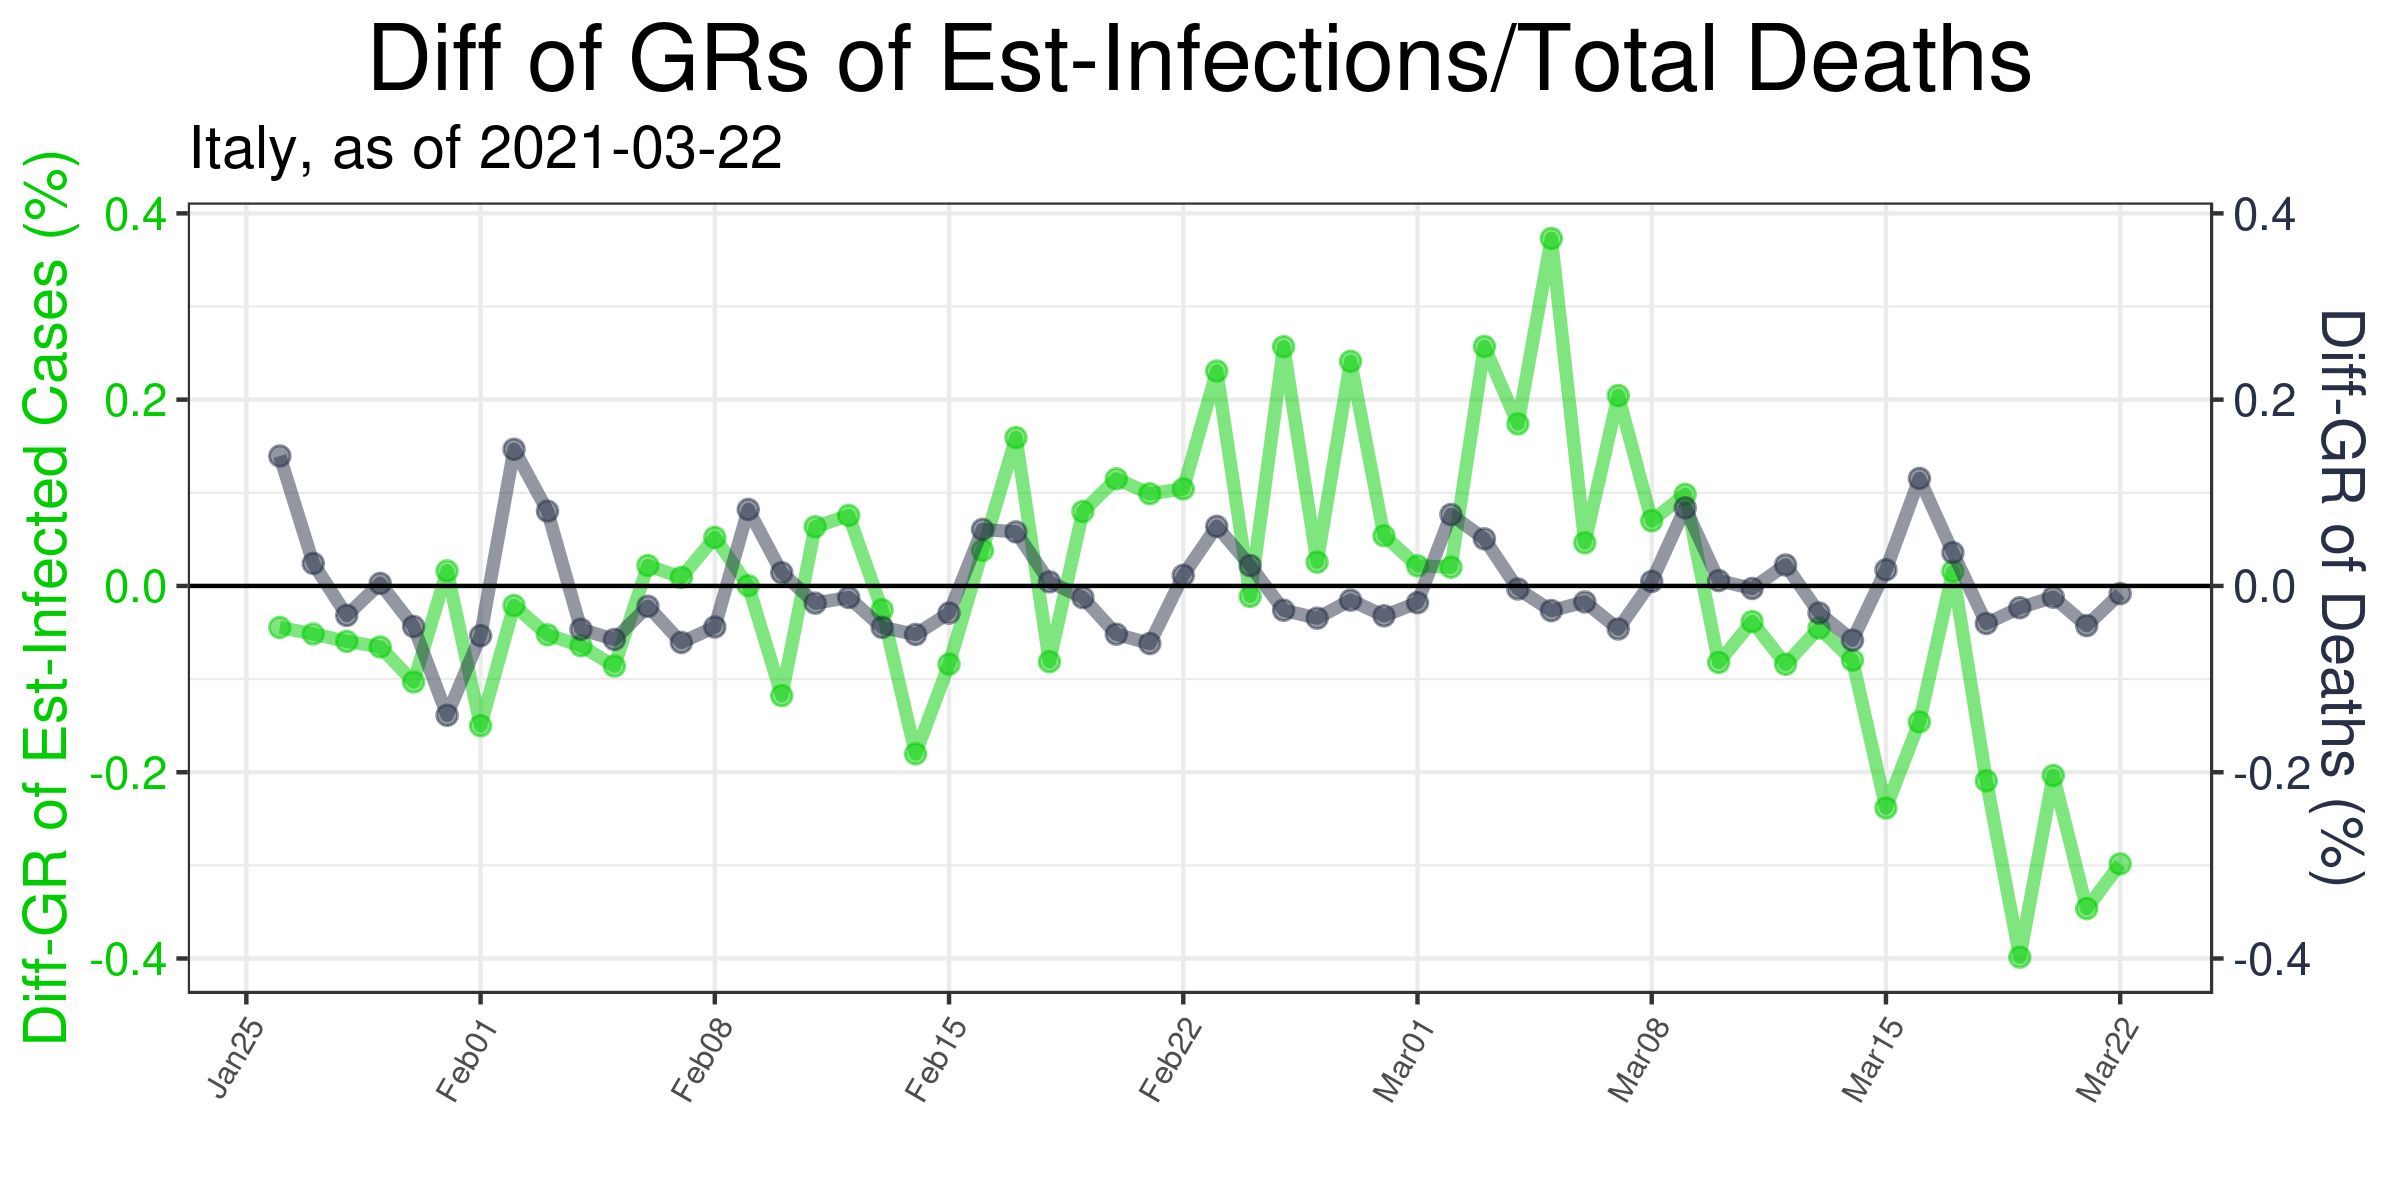 Diff of GRs of Est-Infections/Total Deaths
Italy, as of 2021-03-22
Diff-GR of Est-Infected Cases (%)
0.4
0.2
0.0
-0.2
-0.4
0.4
0.2
0.0
-0.2
-0.4
Diff-GR of Deaths (%)
Jan25
Feb01
Feb08
Feb15
Feb22
Mar01
Mar08
Mar15
Mar22